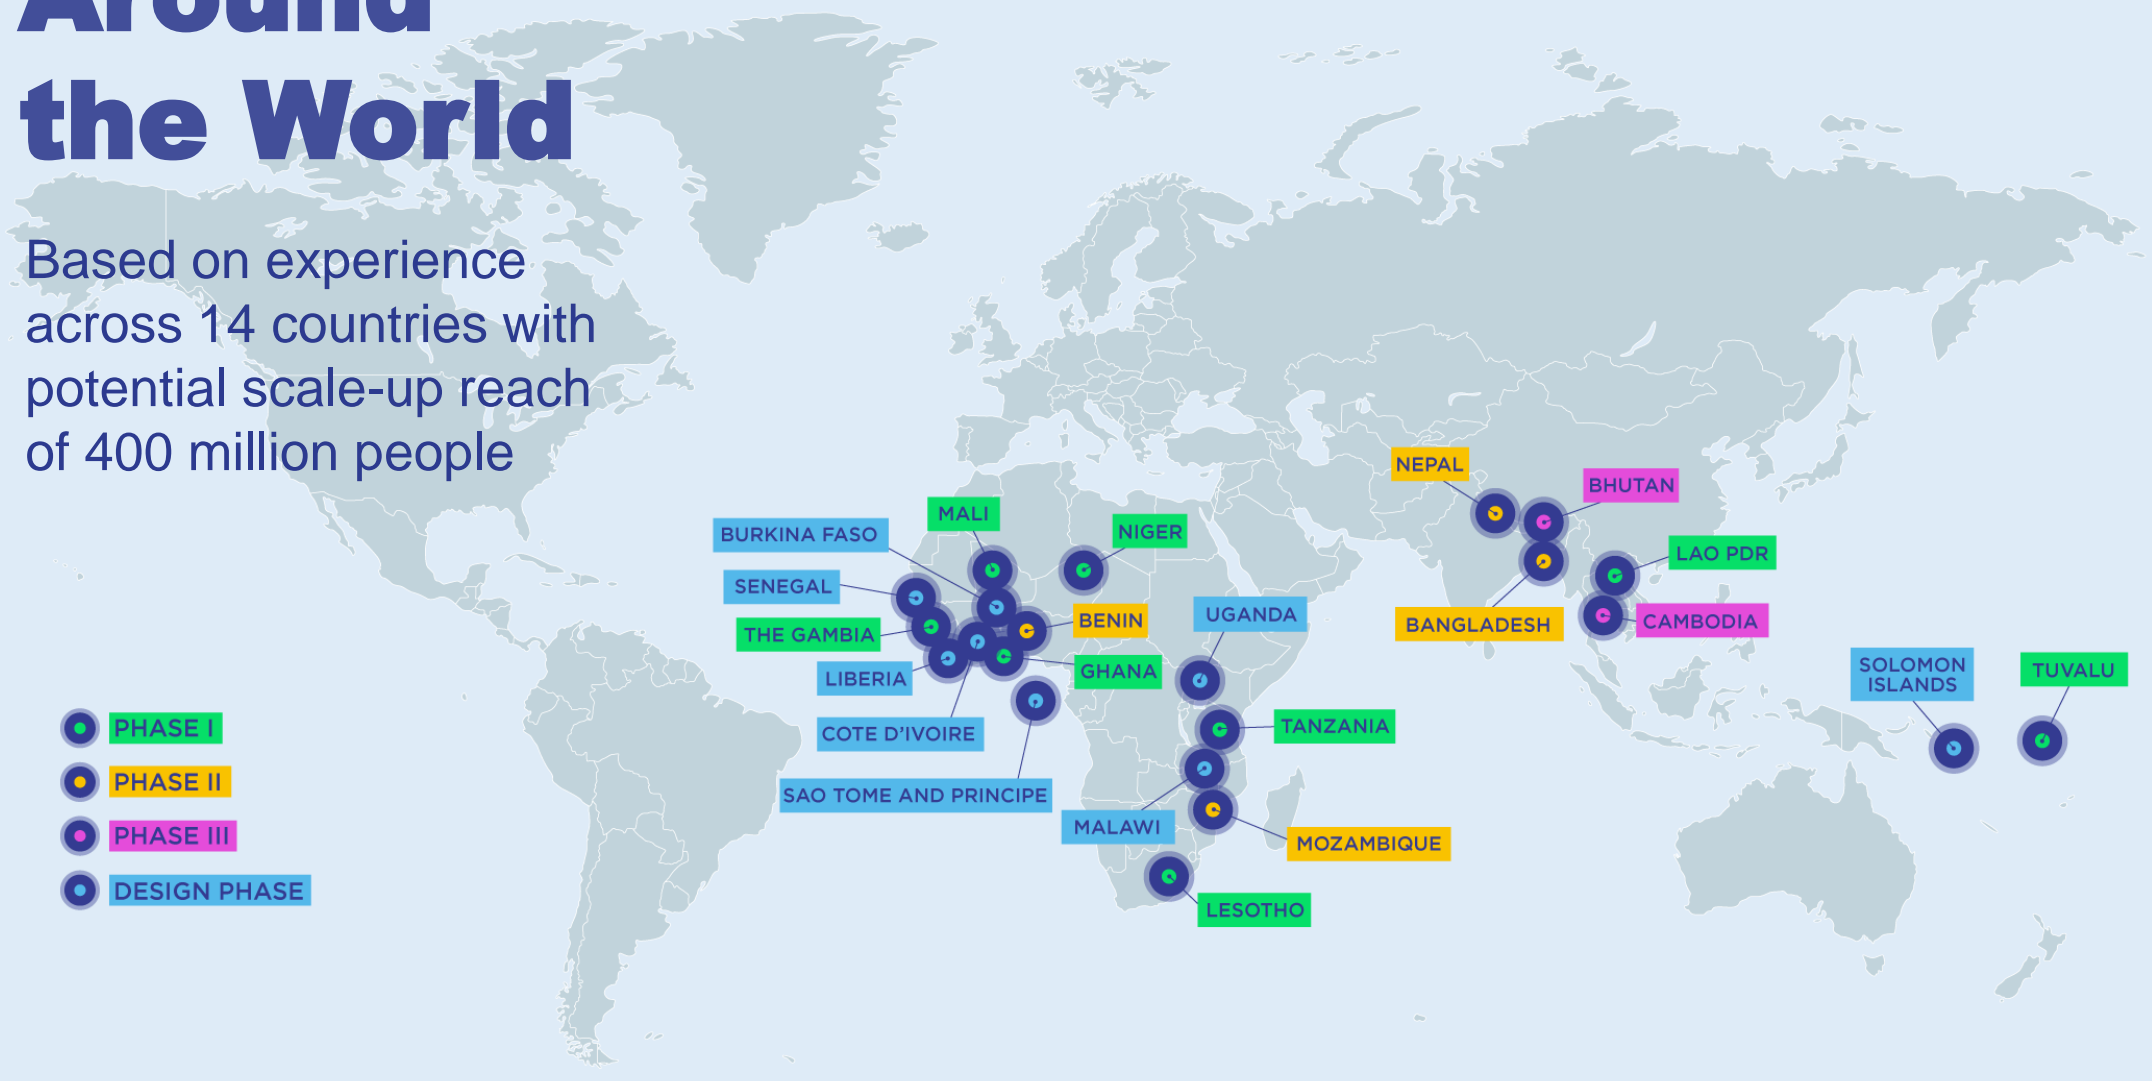 Around
the World
Based on experience
across 14 countries with
potential scale-up reach
of 400 million people
NEPAL
BHUTAN
MALI
BURKINA FASO
NIGER
LAO PDR
SENEGAL
UGANDA
BENIN
CAMBODIA
BANGLADESH
THE GAMBIA
SOLOMON
ISLANDS
TUVALU
GHANA
LIBERIA
TANZANIA
COTE D'IVOIRE
SAO TOME AND PRINCIPE
MALAWI
MOZAMBIQUE
LESOTHO
PHASE I
PHASE II
PHASE III
DESIGN PHASE